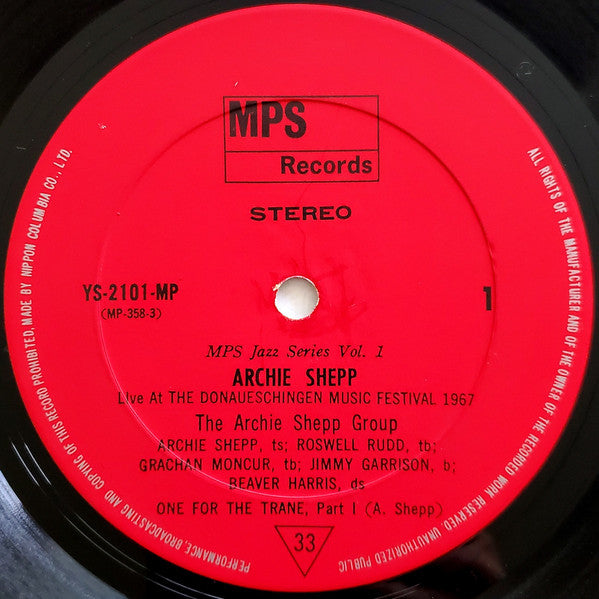 MPS
Records
STEREO
YS-2101-MP
(MP-358-3)
1
MPS Jazz Series Vol. 1
ARCHIE SHEPP
Live At THE DONAUESCHINGEN MUSIC FESTIVAL 1967
The Archie Shepp Group
ARCHIE SHEPP, ts; ROSWELL RUDD, tb;
GRACHAN MONCUR, tb; JIMMY GARRISON, b;
BEAVER HARRIS, ds
ONE FOR THE TRANE, Part I (A. Shepp)
33
ALL RIGHTS OF THE MANUFACTURER AND OF THE OWNER OF THE RECORDED WORK RESERVED. UNAUTHORIZED PUBLIC
PERFORMANCE, BROADCASTING AND COPYING OF THIS RECORD PROHIBITED. MADE BY NIPPON COLUMBIA CO., LTD.